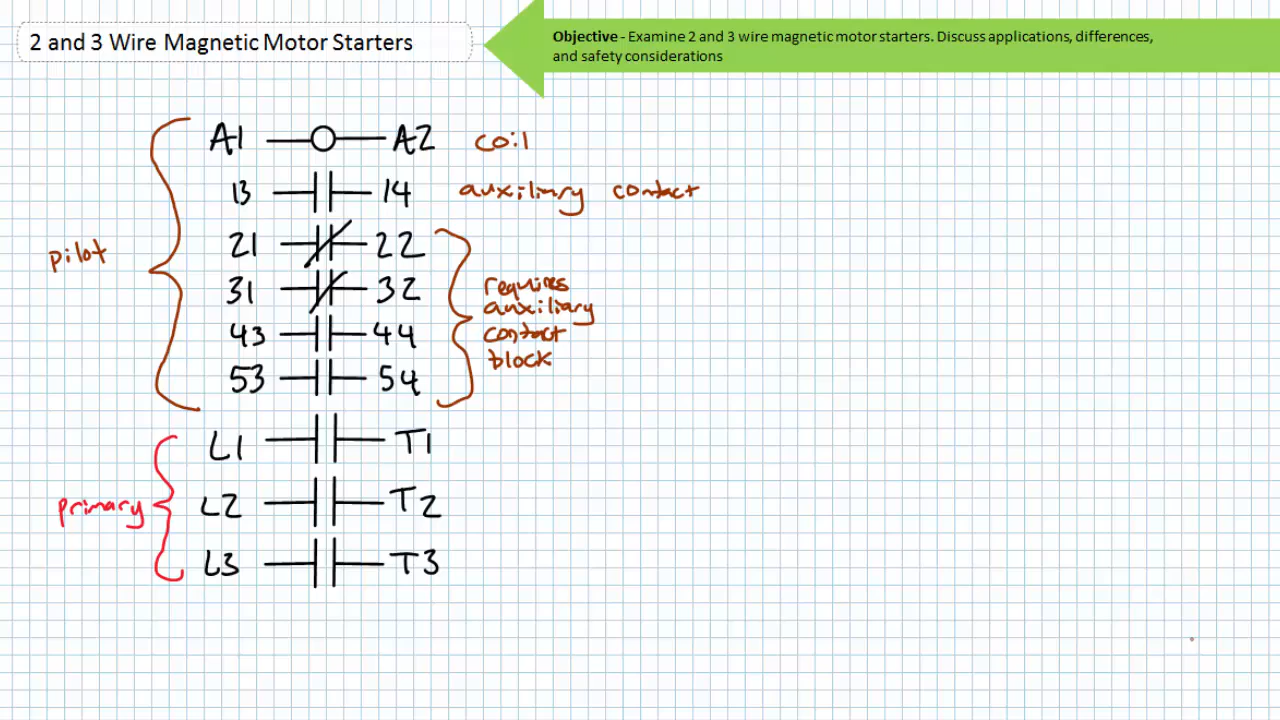 2 and 3 Wire Magnetic Motor Starters
Objective - Examine 2 and 3 wire magnetic motor starters. Discuss applications, differences,
and safety considerations
A1 A2 coil
13 14 auxiliary contact
21 22
pilot
31 32
requires
auxiliary
contact
block
43 44
53 54
L1 T1
primary
L2 T2
L3 T3